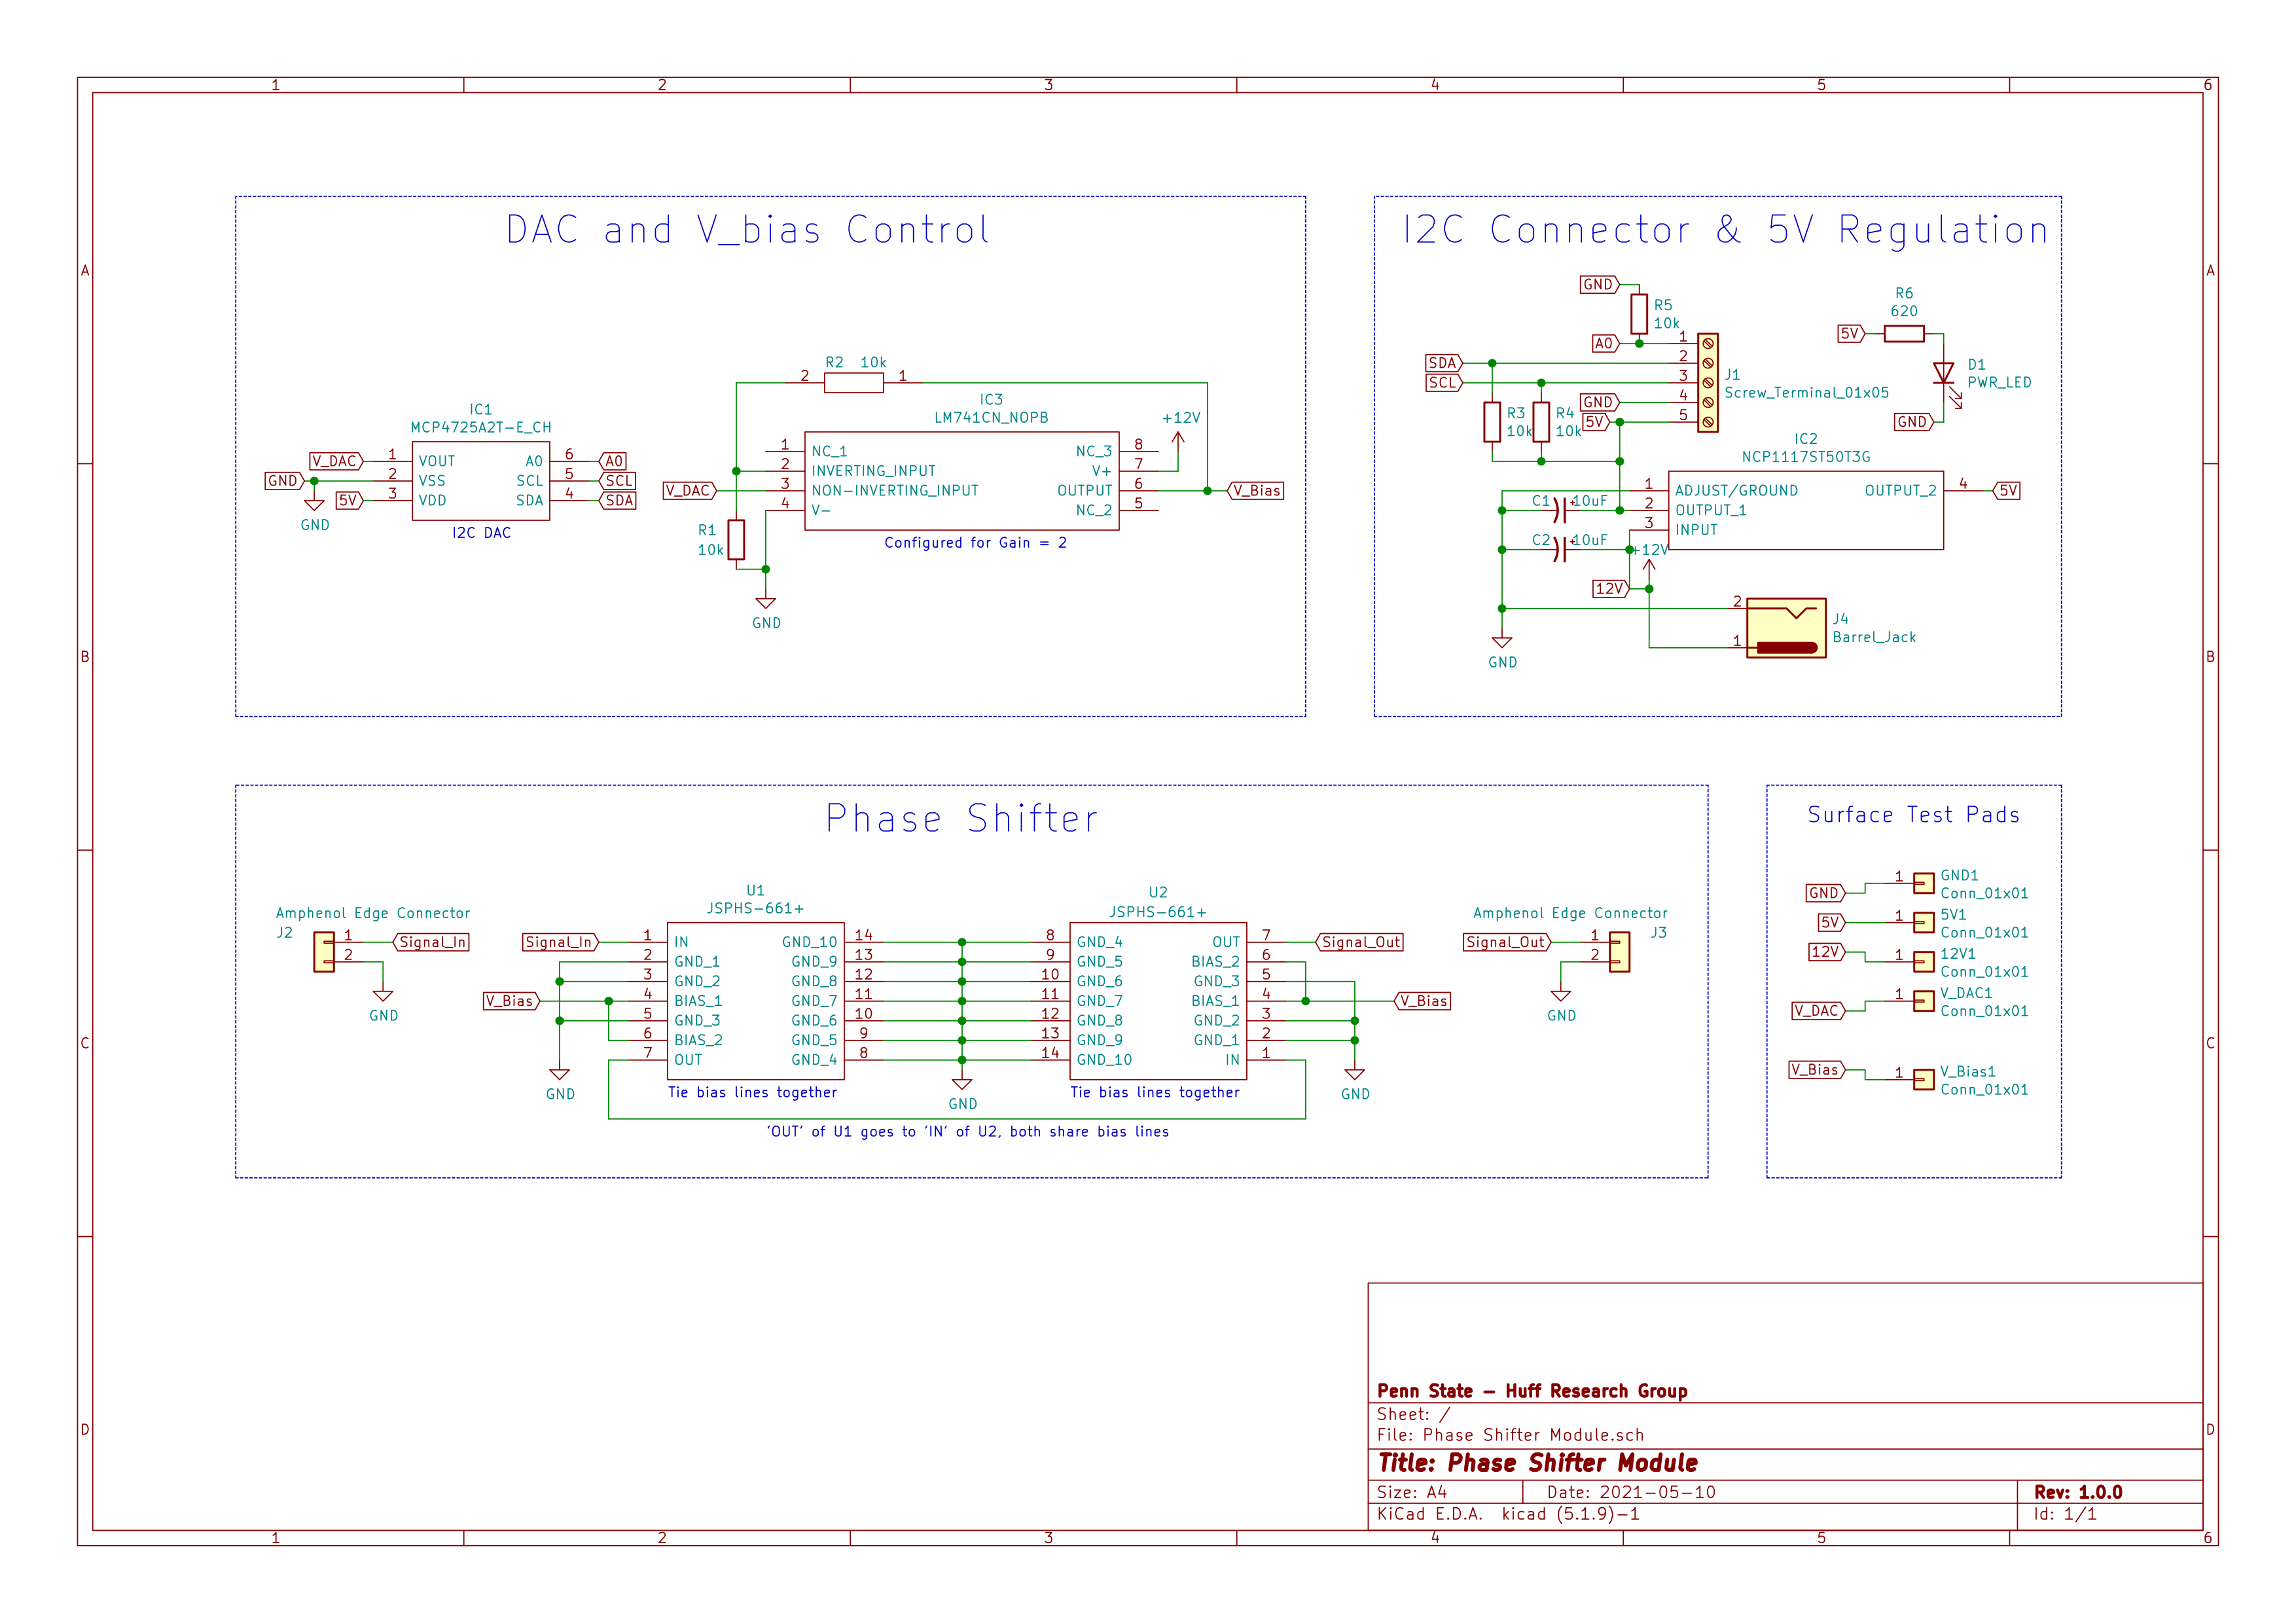 1 2 3 4 5 6
A A
B B
C C
D D
DAC and V_bias Control
IC1
MCP4725A2T-E_CH
V_DAC 1 VOUT A0 6 A0
GND 2 VSS SCL 5 SCL
5V 3 VDD SDA 4 SDA
GND
I2C DAC
R2 10k
2 1
IC3
LM741CN_NOPB
+12V
1 NC_1 NC_3 8
2 INVERTING_INPUT V+ 7
V_DAC 3 NON-INVERTING_INPUT OUTPUT 6 V_Bias
4 V- NC_2 5
R1
10k
Configured for Gain = 2
GND
I2C Connector & 5V Regulation
GND
R5
10k
A0 1
SDA 2
SCL 3
GND 4
5V 5
J1
Screw_Terminal_01x05
R3
10k
R4
10k
R6
620
5V
D1
PWR_LED
GND
IC2
NCP1117ST50T3G
1 ADJUST/GROUND OUTPUT_2 4 5V
2 OUTPUT_1
3 INPUT
C1 10uF
C2 10uF
+12V
12V
2
1
J4
Barrel_Jack
GND
Phase Shifter
Amphenol Edge Connector
J2
1 Signal_In
2
GND
U1
JSPHS-661+
Signal_In 1 IN GND_10 14
2 GND_1 GND_9 13
3 GND_2 GND_8 12
V_Bias 4 BIAS_1 GND_7 11
5 GND_3 GND_6 10
6 BIAS_2 GND_5 9
7 OUT GND_4 8
GND
Tie bias lines together
GND
U2
JSPHS-661+
8 GND_4 OUT 7 Signal_Out
9 GND_5 BIAS_2 6
10 GND_6 GND_3 5
11 GND_7 BIAS_1 4 V_Bias
12 GND_8 GND_2 3
13 GND_9 GND_1 2
14 GND_10 IN 1
Tie bias lines together
GND
'OUT' of U1 goes to 'IN' of U2, both share bias lines
Amphenol Edge Connector
J3
Signal_Out 1
2
GND
Surface Test Pads
GND 1 GND1
Conn_01x01
5V 1 5V1
Conn_01x01
12V 1 12V1
Conn_01x01
V_DAC 1 V_DAC1
Conn_01x01
V_Bias 1 V_Bias1
Conn_01x01
Penn State – Huff Research Group
Sheet: /
File: Phase Shifter Module.sch
Title: Phase Shifter Module
Size: A4 Date: 2021-05-10 Rev: 1.0.0
KiCad E.D.A. kicad (5.1.9)-1 Id: 1/1
1 2 3 4 5 6